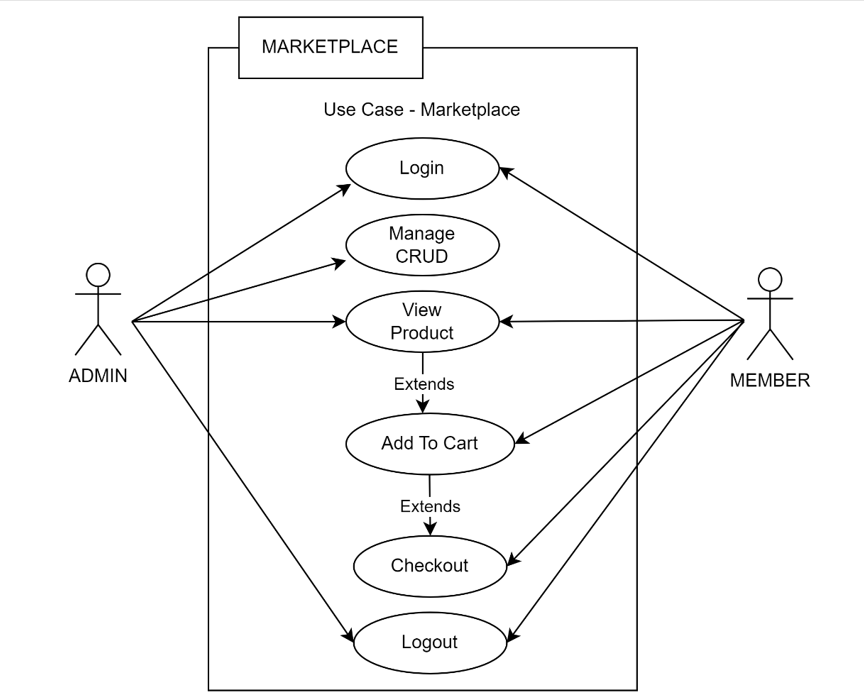 MARKETPLACE
Use Case - Marketplace
Login
Manage
CRUD
View
Product
Extends
ADMIN
MEMBER
Add To Cart
Extends
Checkout
Logout